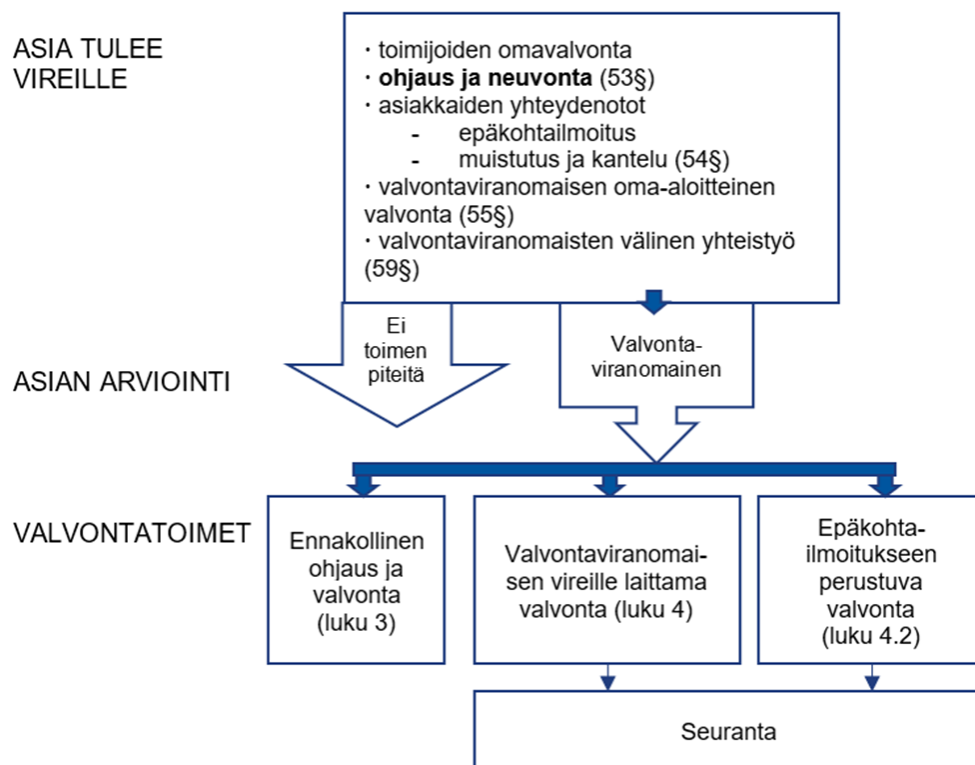 ASIA TULEE
VIREILLE
· toimijoiden omavalvonta
· ohjaus ja neuvonta (53§)
· asiakkaiden yhteydenotot
- epäkohtailmoitus
- muistutus ja kantelu (54§)
· valvontaviranomaisen oma-aloitteinen
valvonta (55§)
· valvontaviranomaisten välinen yhteistyö
(59§)
Ei
toimen
piteitä
Valvonta-
viranomainen
ASIAN ARVIOINTI
VALVONTATOIMET
Ennakollinen
ohjaus ja
valvonta
(luku 3)
Valvontaviranomai-
sen vireille laittama
valvonta (luku 4)
Epäkohta-
ilmoitukseen
perustuva
valvonta
(luku 4.2)
Seuranta